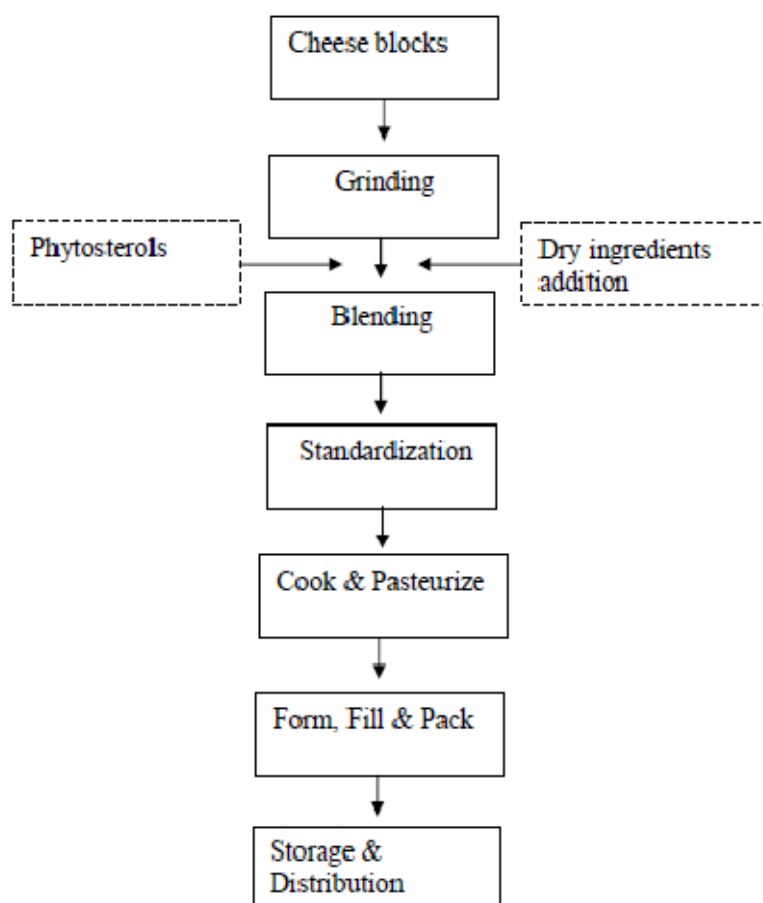 Cheese blocks
Grinding
Phytosterols
Dry ingredients
addition
Blending
Standardization
Cook & Pasteurize
Form, Fill & Pack
Storage &
Distribution